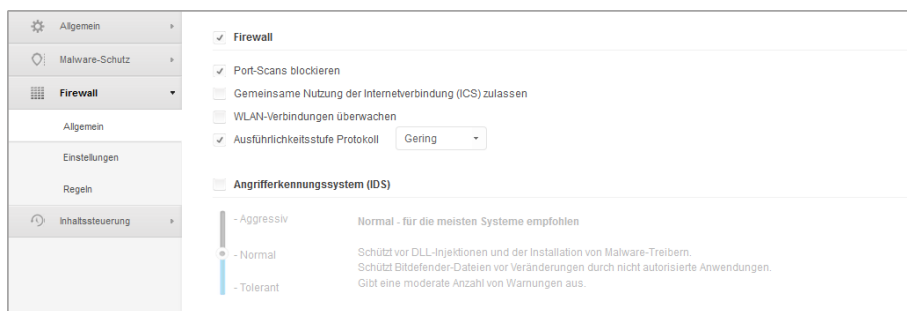 Allgemein
Malware-Schutz
Firewall
Allgemein
Einstellungen
Regeln
Inhaltssteuerung
Firewall
Port-Scans blockieren
Gemeinsame Nutzung der Internetverbindung (ICS) zulassen
WLAN-Verbindungen überwachen
Ausführlichkeitsstufe Protokoll Gering
Angrifferkennungssystem (IDS)
- Aggressiv
- Normal
- Tolerant
Normal - für die meisten Systeme empfohlen
Schützt vor DLL-Injektionen und der Installation von Malware-Treibern.
Schützt Bitdefender-Dateien vor Veränderungen durch nicht autorisierte Anwendungen.
Gibt eine moderate Anzahl von Warnungen aus.